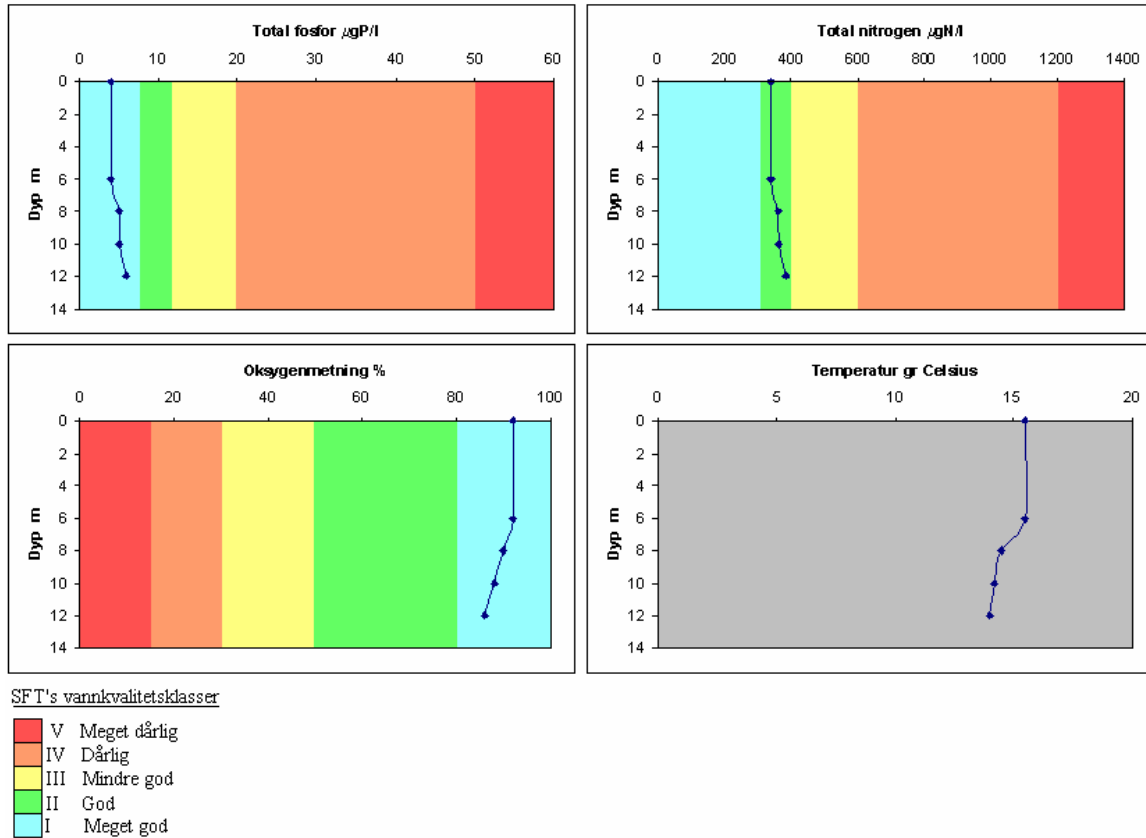 Total fosfor µgP/l
0 10 20 30 40 50 60
0
2
4
6
8
10
12
14
Dyp m
Total nitrogen µgN/l
0 200 400 600 800 1000 1200 1400
0
2
4
6
8
10
12
14
Dyp m
Oksygenmetning %
0 20 40 60 80 100
0
2
4
6
8
10
12
14
Dyp m
Temperatur gr Celsius
0 5 10 15 20
0
2
4
6
8
10
12
14
Dyp m
SFT's vannkvalitetsklasser
V Meget dårlig
IV Dårlig
III Mindre god
II God
I Meget god